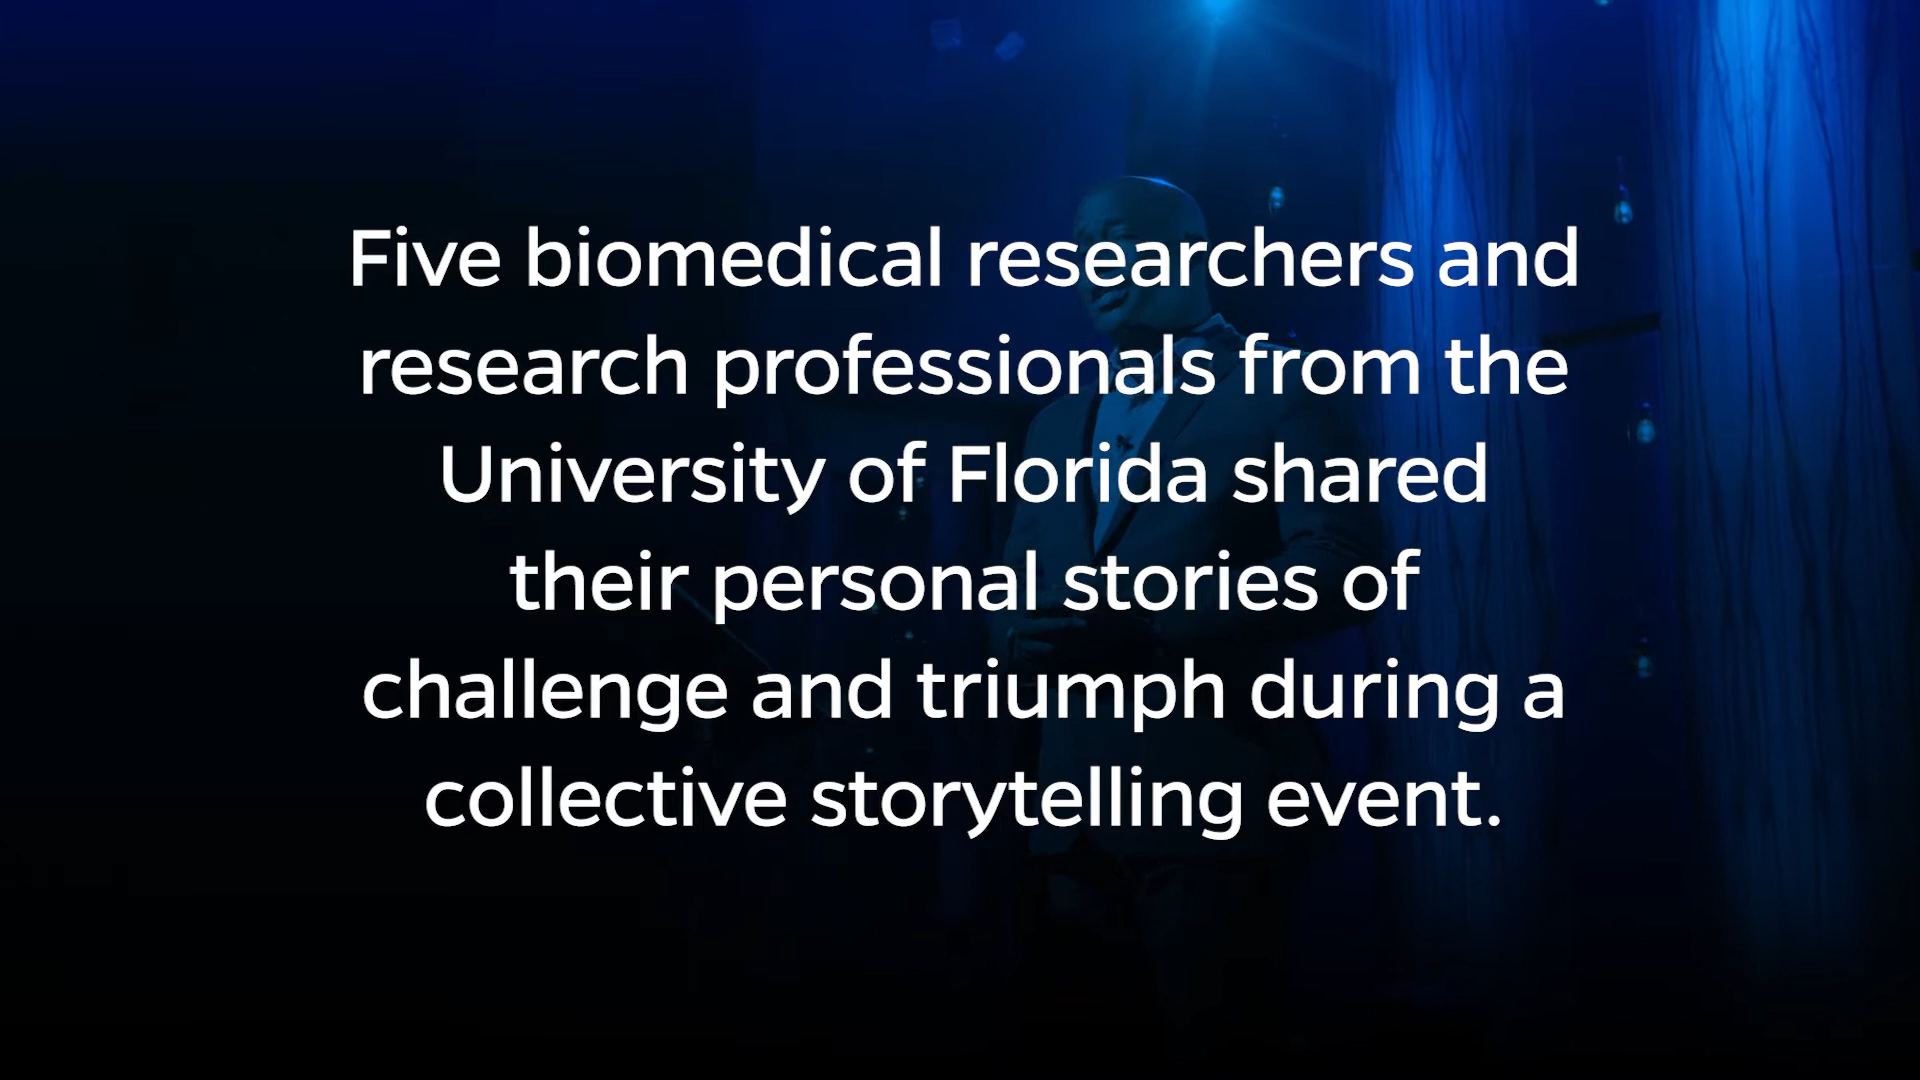 Five biomedical researchers and
research professionals from the
University of Florida shared
their personal stories of
challenge and triumph during a
collective storytelling event.